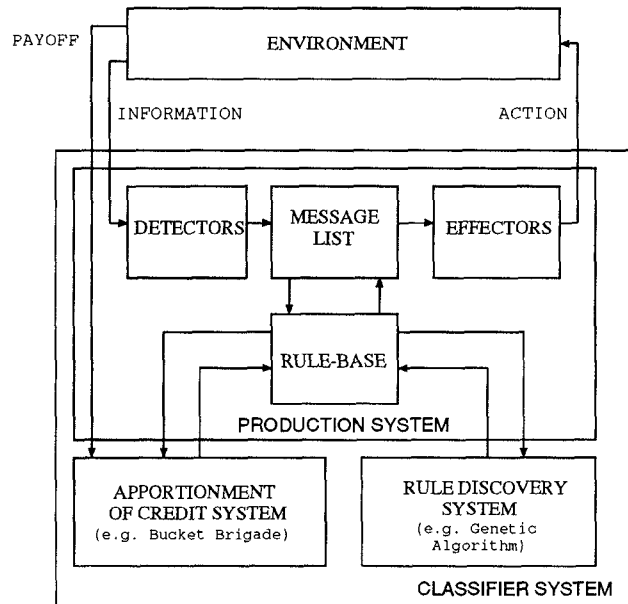 PAYOFF
ENVIRONMENT
INFORMATION
ACTION
DETECTORS
MESSAGE
LIST
EFFECTORS
RULE-BASE
PRODUCTION SYSTEM
APPORTIONMENT
OF CREDIT SYSTEM
(e.g. Bucket Brigade)
RULE DISCOVERY
SYSTEM
(e.g. Genetic
Algorithm)
CLASSIFIER SYSTEM